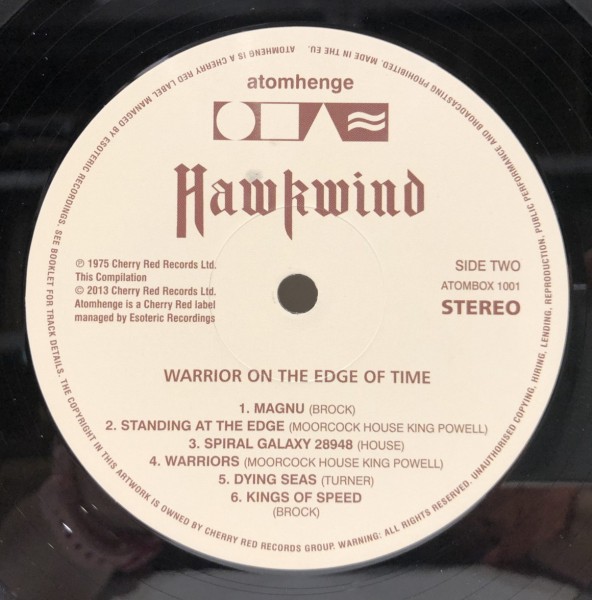 atomhenge
Hawkwind
℗ 1975 Cherry Red Records Ltd.
This Compilation
© 2013 Cherry Red Records Ltd.
Atomhenge is a Cherry Red label
managed by Esoteric Recordings
SIDE TWO
ATOMBOX 1001
STEREO
WARRIOR ON THE EDGE OF TIME
1. MAGNU (BROCK)
2. STANDING AT THE EDGE (MOORCOCK HOUSE KING POWELL)
3. SPIRAL GALAXY 28948 (HOUSE)
4. WARRIORS (MOORCOCK HOUSE KING POWELL)
5. DYING SEAS (TURNER)
6. KINGS OF SPEED
(BROCK)
ATOMHENGE IS A CHERRY RED LABEL MANAGED BY ESOTERIC RECORDINGS. SEE BOOKLET FOR TRACK DETAILS. THE COPYRIGHT IN THIS ARTWORK IS OWNED BY CHERRY RED RECORDS GROUP. WARNING: ALL RIGHTS RESERVED. UNAUTHORISED COPYING, HIRING, LENDING, REPRODUCTION, PUBLIC PERFORMANCE AND BROADCASTING PROHIBITED. MADE IN THE EU.